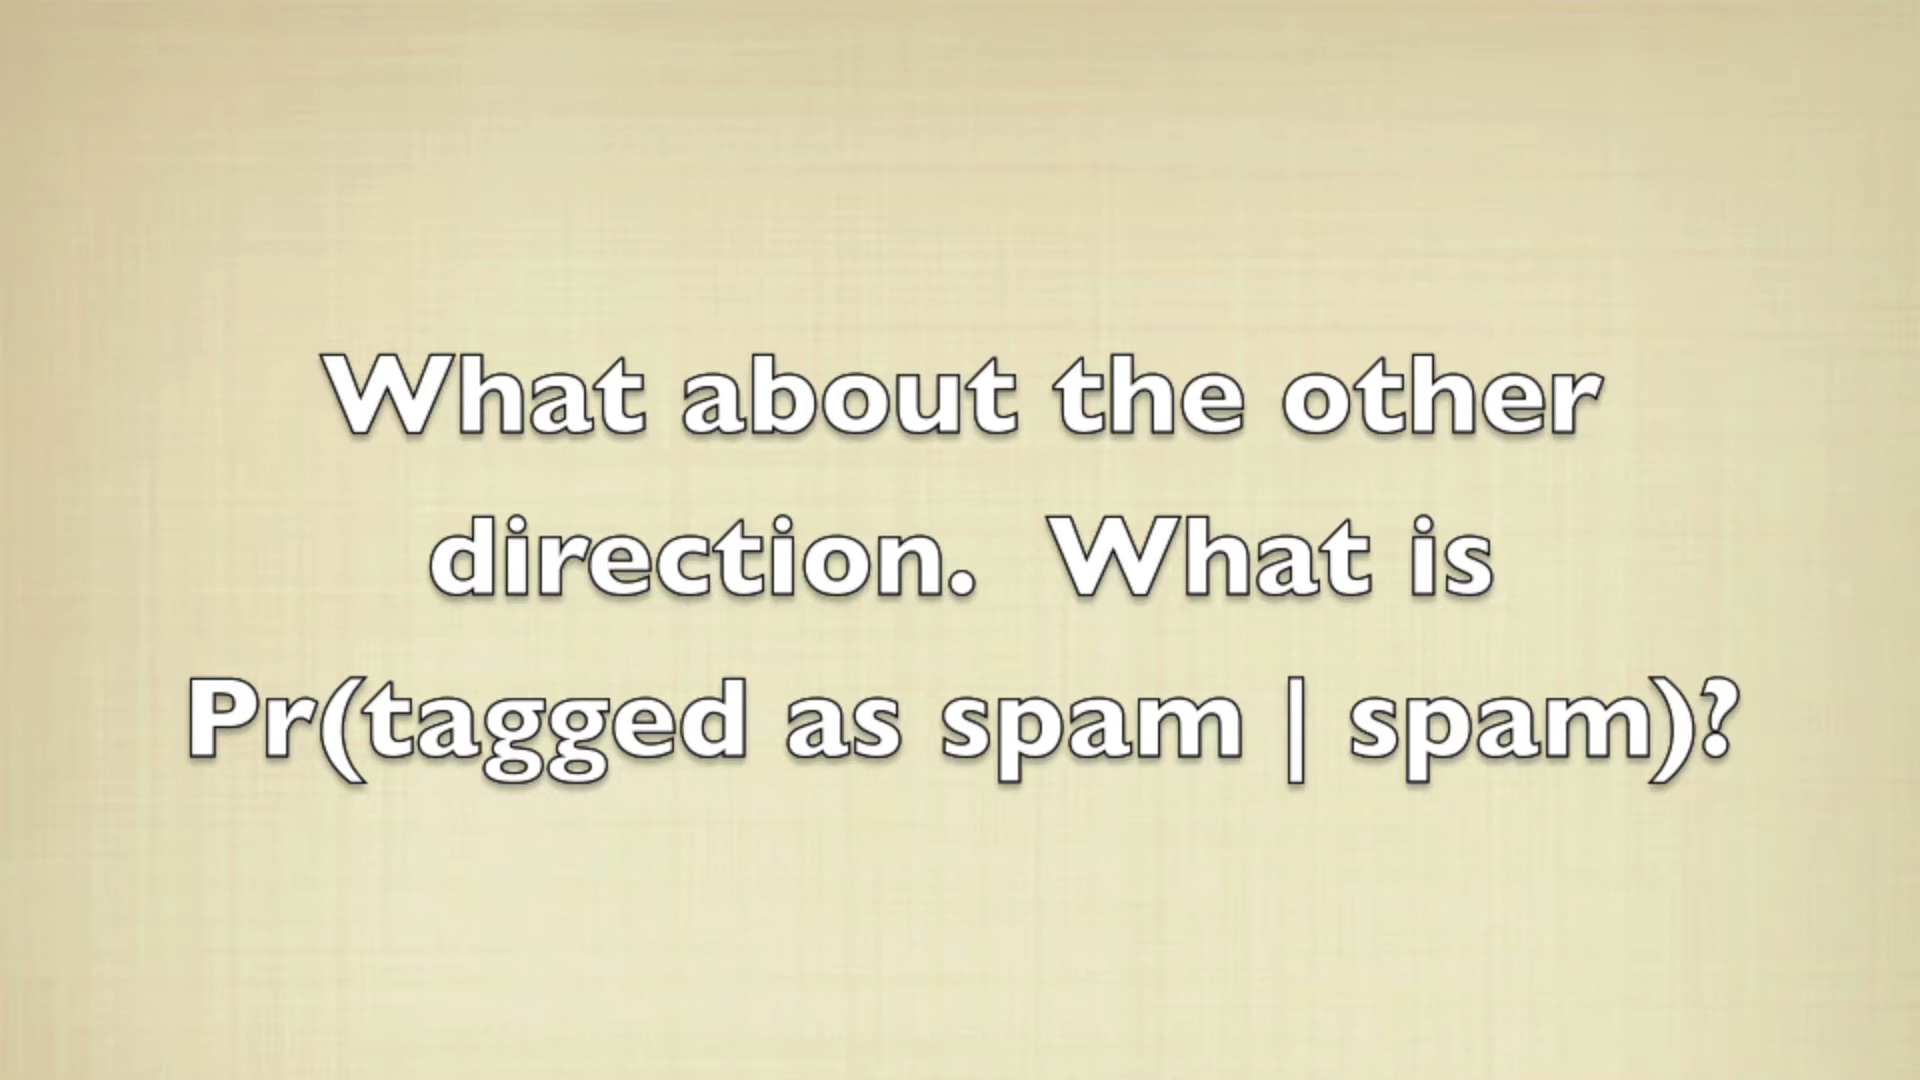 What about the other
direction.  What is
Pr(tagged as spam | spam)?